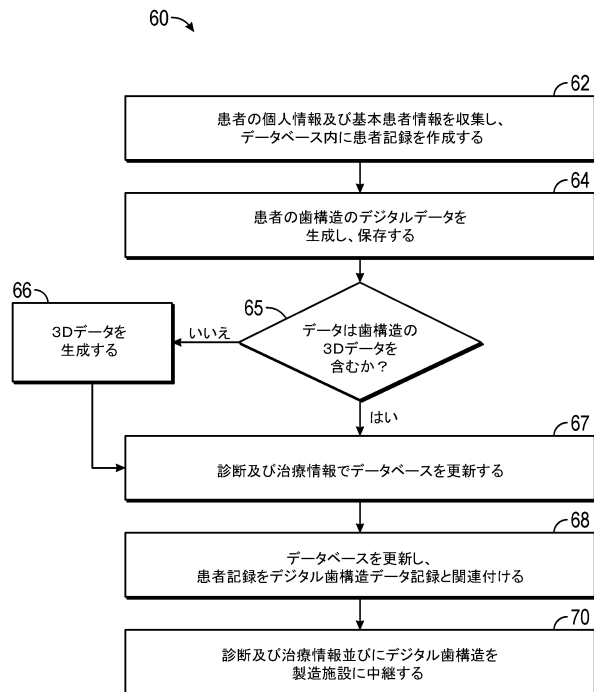 60
62
患者の個人情報及び基本患者情報を収集し、
データベース内に患者記録を作成する
64
患者の歯構造のデジタルデータを
生成し、保存する
66
3Dデータを
生成する
65
いいえ
データは歯構造の
3Dデータを
含むか?
はい
67
診断及び治療情報でデータベースを更新する
68
データベースを更新し、
患者記録をデジタル歯構造データ記録と関連付ける
70
診断及び治療情報並びにデジタル歯構造を
製造施設に中継する